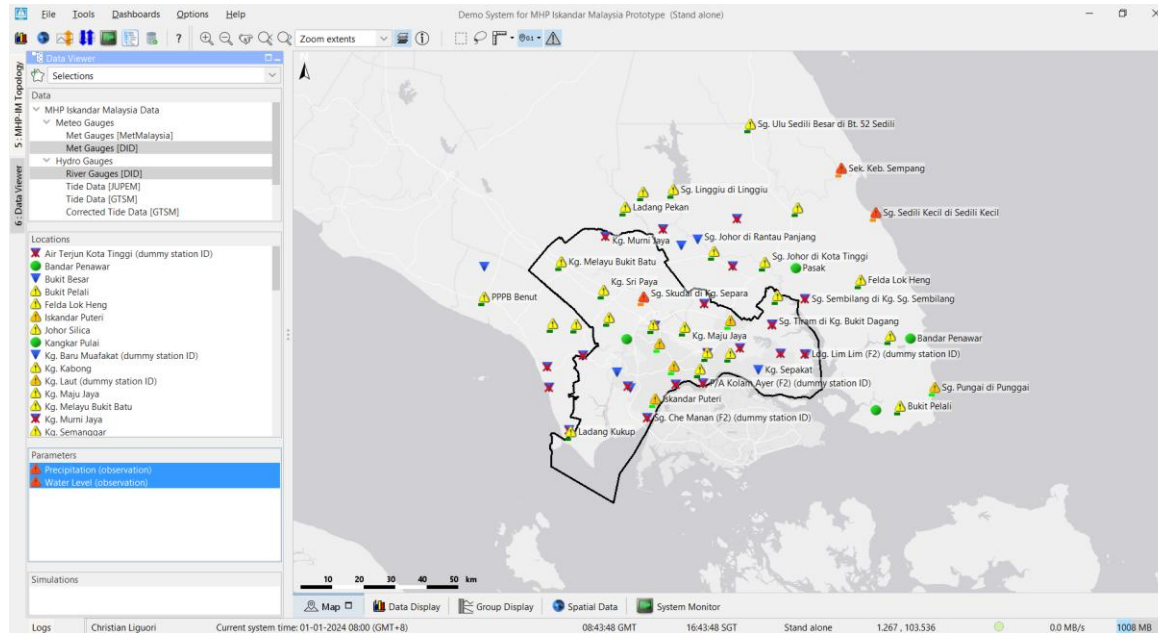 File Tools Dashboards Options Help
Demo System for MHP Iskandar Malaysia Prototype (Stand alone)
Zoom extents
5 : MHP-IM Topology
6 : Data Viewer
Data Viewer
Selections
Data
MHP Iskandar Malaysia Data
Meteo Gauges
Met Gauges [MetMalaysia]
Met Gauges [DID]
Hydro Gauges
River Gauges [DID]
Tide Data [JUPEM]
Tide Data [GTSM]
Corrected Tide Data [GTSM]
Locations
Air Terjun Kota Tinggi (dummy station ID)
Bandar Penawar
Bukit Besar
Bukit Pelali
Felda Lok Heng
Iskandar Puteri
Johor Silica
Kangkar Pulai
Kg. Baru Muafakat (dummy station ID)
Kg. Kabong
Kg. Laut (dummy station ID)
Kg. Maju Jaya
Kg. Melayu Bukit Batu
Kg. Murni Jaya
Kg. Semanggar
Parameters
Precipitation (observation)
Water Level (observation)
Simulations
N
Sg. Ulu Sedili Besar di Bt. 52 Sedili
Sek. Keb. Sempang
Sg. Linggiu di Linggiu
Ladang Pekan
Sg. Sedili Kecil di Sedili Kecil
Kg. Murni Jaya
Sg. Johor di Rantau Panjang
Kg. Melayu Bukit Batu
Sg. Johor di Kota Tinggi
Pasak
Felda Lok Heng
Kg. Sri Paya
PPPB Benut
Sg. Skudai di Kg. Separa
Sg. Sembilang di Kg. Sg. Sembilang
Sg. Tiram di Kg. Bukit Dagang
Kg. Maju Jaya
Bandar Penawar
Ldg. Lim Lim (F2) (dummy station ID)
Kg. Sepakat
P/A Kolam Ayer (F2) (dummy station ID)
Sg. Pungai di Punggai
Iskandar Puteri
Bukit Pelali
Sg. Che Manan (F2) (dummy station ID)
Ladang Kukup
10 20 30 40 50 km
Map Data Display Group Display Spatial Data System Monitor
Logs Christian Liguori Current system time: 01-01-2024 08:00 (GMT+8) 08:43:48 GMT 16:43:48 SGT Stand alone 1.267 , 103.536 0.0 MB/s 1008 MB